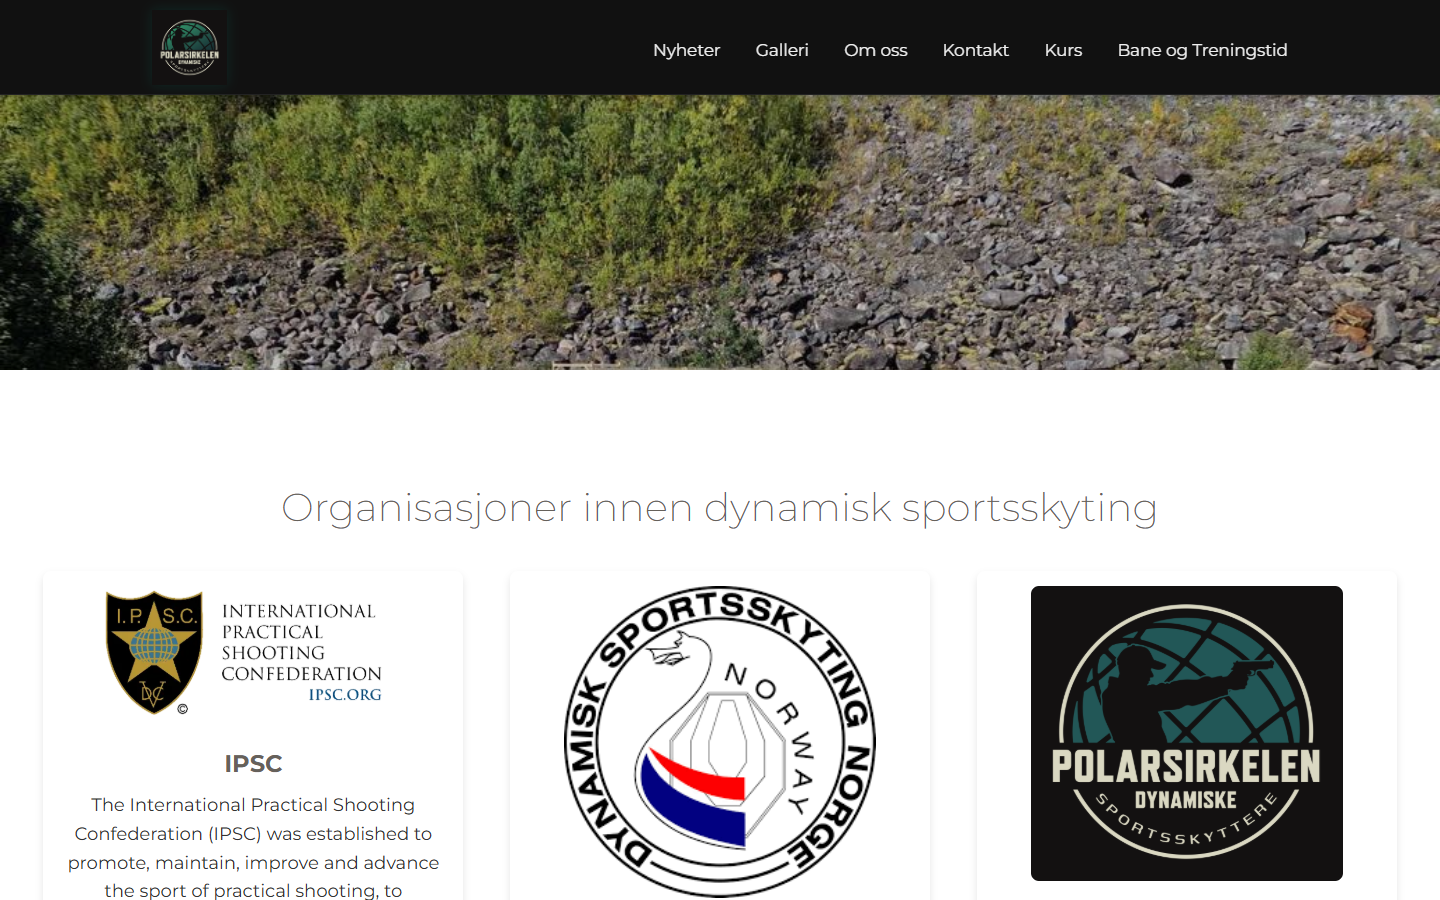 POLARSIRKELEN
DYNAMISKE
SPORTSSKYTTERE
Nyheter
Galleri
Om oss
Kontakt
Kurs
Bane og Treningstid
Organisasjoner innen dynamisk sportsskyting
I.P.S.C.
DVC
©
INTERNATIONAL
PRACTICAL
SHOOTING
CONFEDERATION
IPSC.ORG
IPSC
The International Practical Shooting
Confederation (IPSC) was established to
promote, maintain, improve and advance
the sport of practical shooting, to
DYNAMISK SPORTSSKYTING NORGE
NORWAY
POLARSIRKELEN
DYNAMISKE
SPORTSSKYTTERE